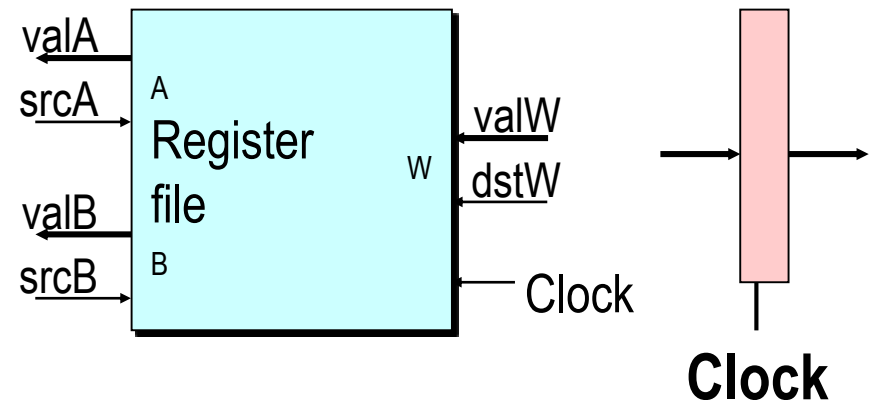 valA
srcA
A
Register
file
valB
srcB
B
W
valW
dstW
Clock
Clock